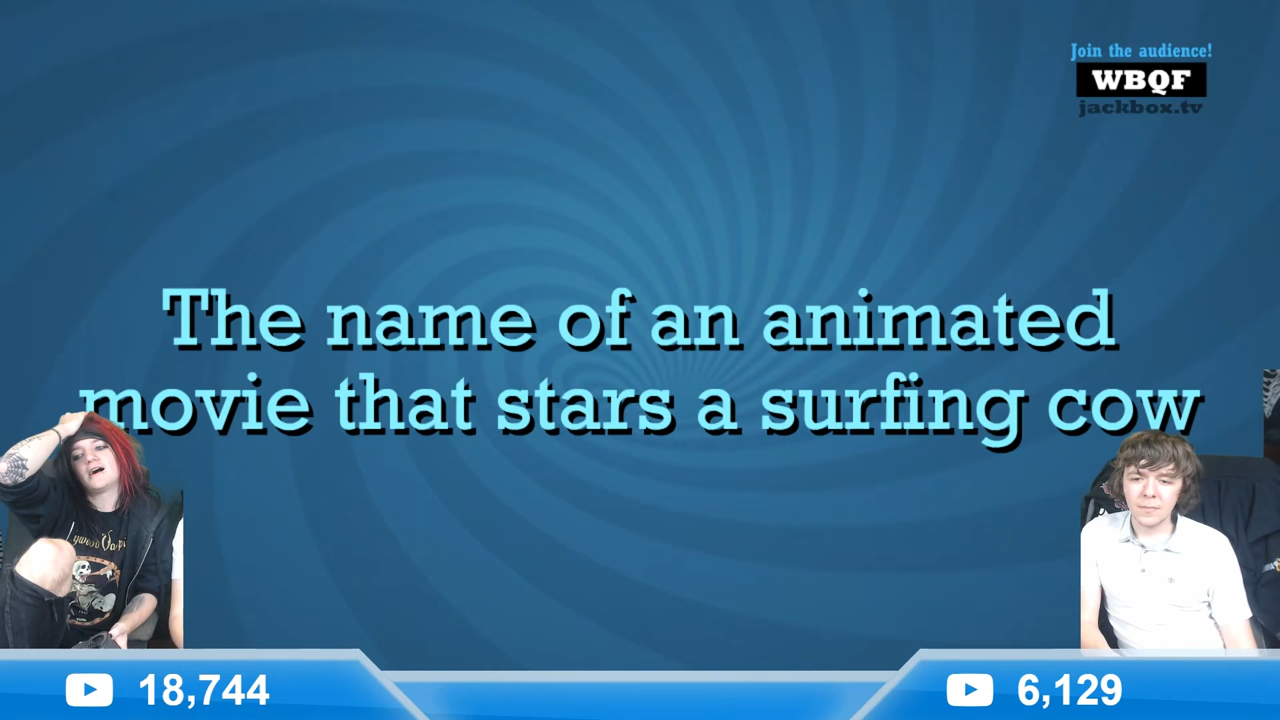 Join the audience!
WBQF
jackbox.tv
The name of an animated
movie that stars a surfing cow
18,744
6,129